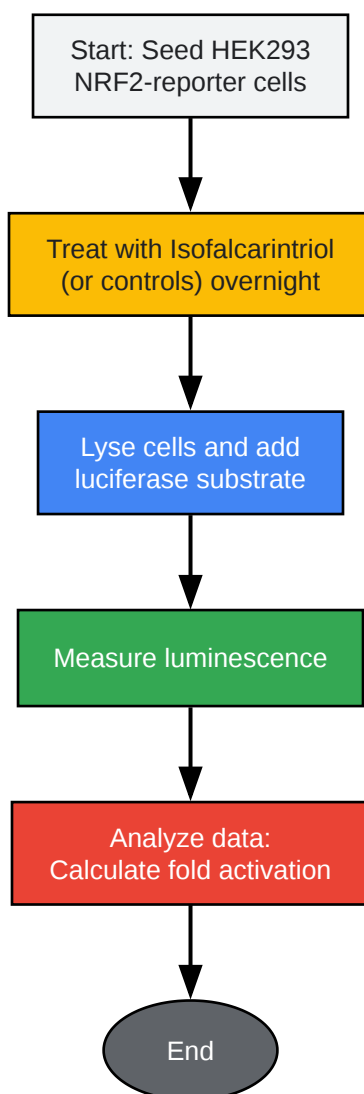 Start: Seed HEK293
NRF2-reporter cells
Treat with Isofalcarintriol
(or controls) overnight
Lyse cells and add
luciferase substrate
Measure luminescence
Analyze data:
Calculate fold activation
End